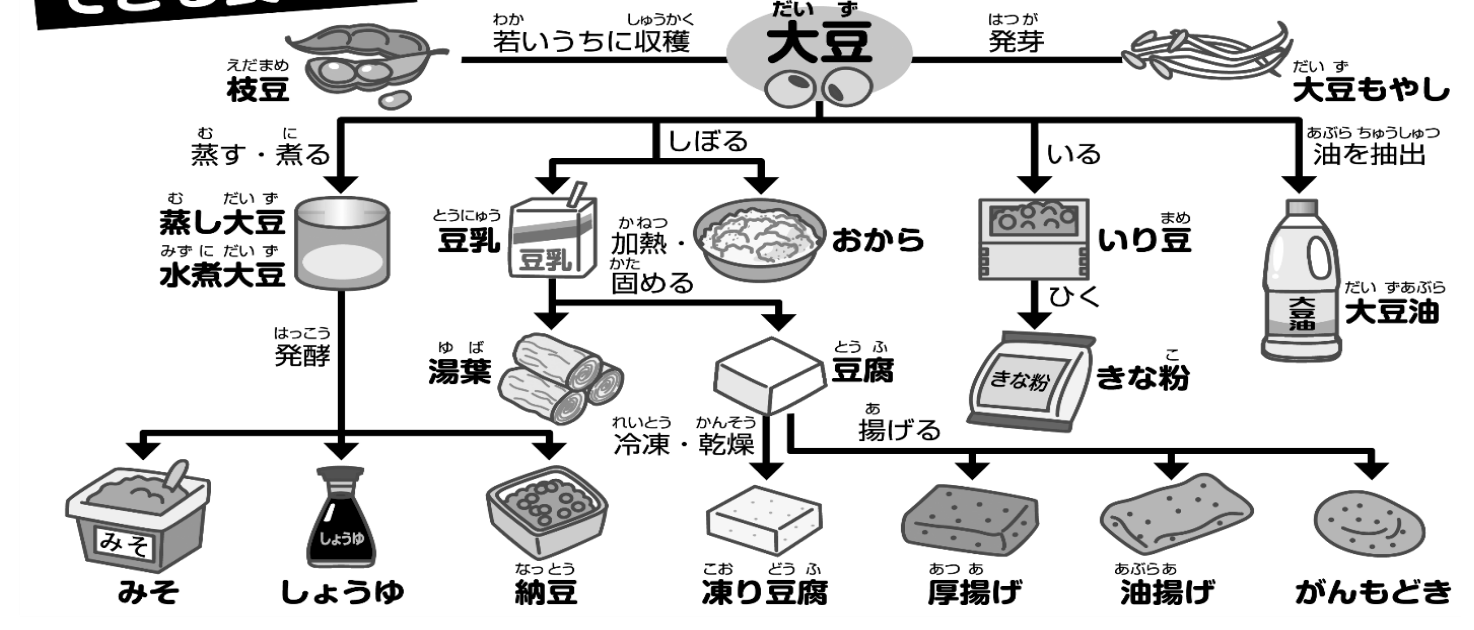 わか しゅうかく
若いうちに収穫
だい ず
大豆
はつ が
発芽
えだまめ
枝豆
だい ず
大豆もやし
む に
蒸す・煮る
しぼる
いる
あぶら ちゅうしゅつ
油を抽出
む だい ず
蒸し大豆
みず に だい ず
水煮大豆
とうにゅう
豆乳
豆乳
か ねつ
加熱・
かた
固める
おから
まめ
いり豆
ひく
大豆油
だい ずあぶら
大豆油
はっこう
発酵
ゆ ば
湯葉
とう ふ
豆腐
きな粉
こ
きな粉
れいとう かんそう
冷凍・乾燥
あ
揚げる
みそ
みそ
しょうゆ
しょうゆ
なっとう
納豆
こお どう ふ
凍り豆腐
あつ あ
厚揚げ
あぶらあ
油揚げ
がんもどき